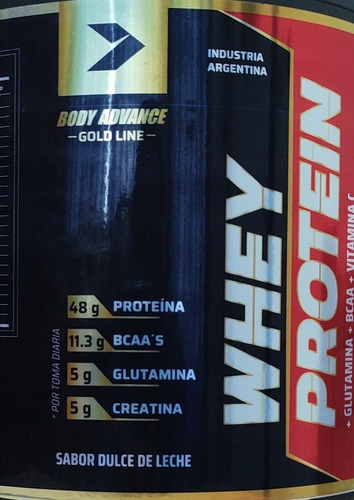 BODY ADVANCE
— GOLD LINE —
INDUSTRIA
ARGENTINA
WHEY
PROTEIN
+ GLUTAMINA + BCAA + VITAMINA C
48 g PROTEÍNA
11.3 g BCAA´S
5 g GLUTAMINA
5 g CREATINA
* POR TOMA DIARIA
SABOR DULCE DE LECHE